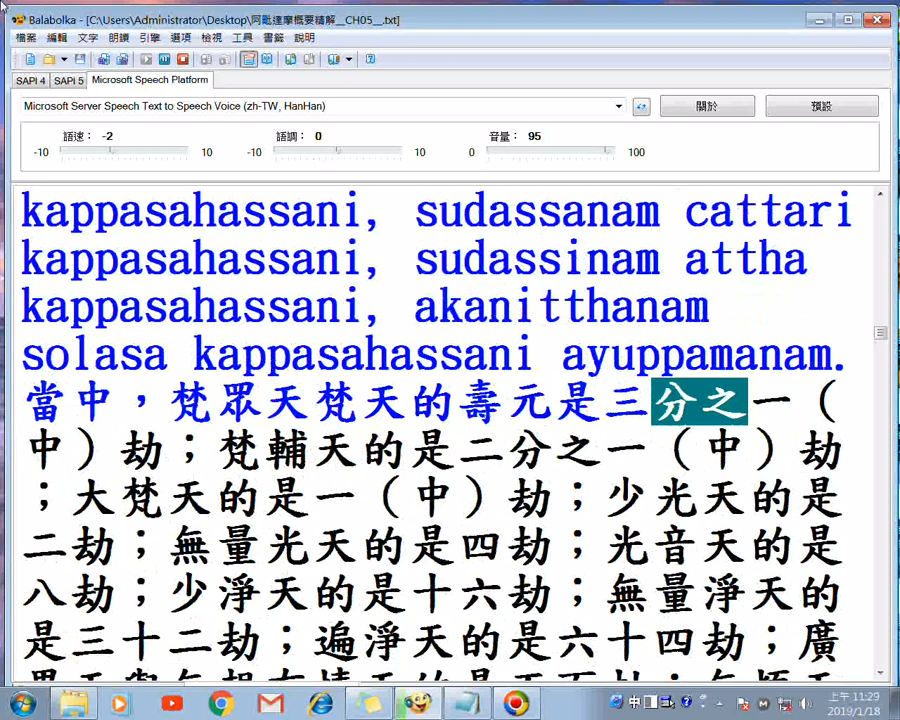 Balabolka - [C:\Users\Administrator\Desktop\阿毗達摩概要精解__CH05__.txt]
檔案 編輯 文字 朗讀 引擎 選項 檢視 工具 書籤 說明
SAPI 4 SAPI 5 Microsoft Speech Platform
Microsoft Server Speech Text to Speech Voice (zh-TW, HanHan) 關於 預設
語速： -2 語調： 0 音量： 95
-10 10 -10 10 0 100
kappasahassani, sudassanam cattari
kappasahassani, sudassinam attha
kappasahassani, akanitthanam
solasa kappasahassani ayuppamanam.
當中，梵眾天梵天的壽元是三分之一（
中）劫；梵輔天的是二分之一（中）劫
；大梵天的是一（中）劫；少光天的是
二劫；無量光天的是四劫；光音天的是
八劫；少淨天的是十六劫；無量淨天的
是三十二劫；遍淨天的是六十四劫；廣
中
上午 11:29
2019/1/18